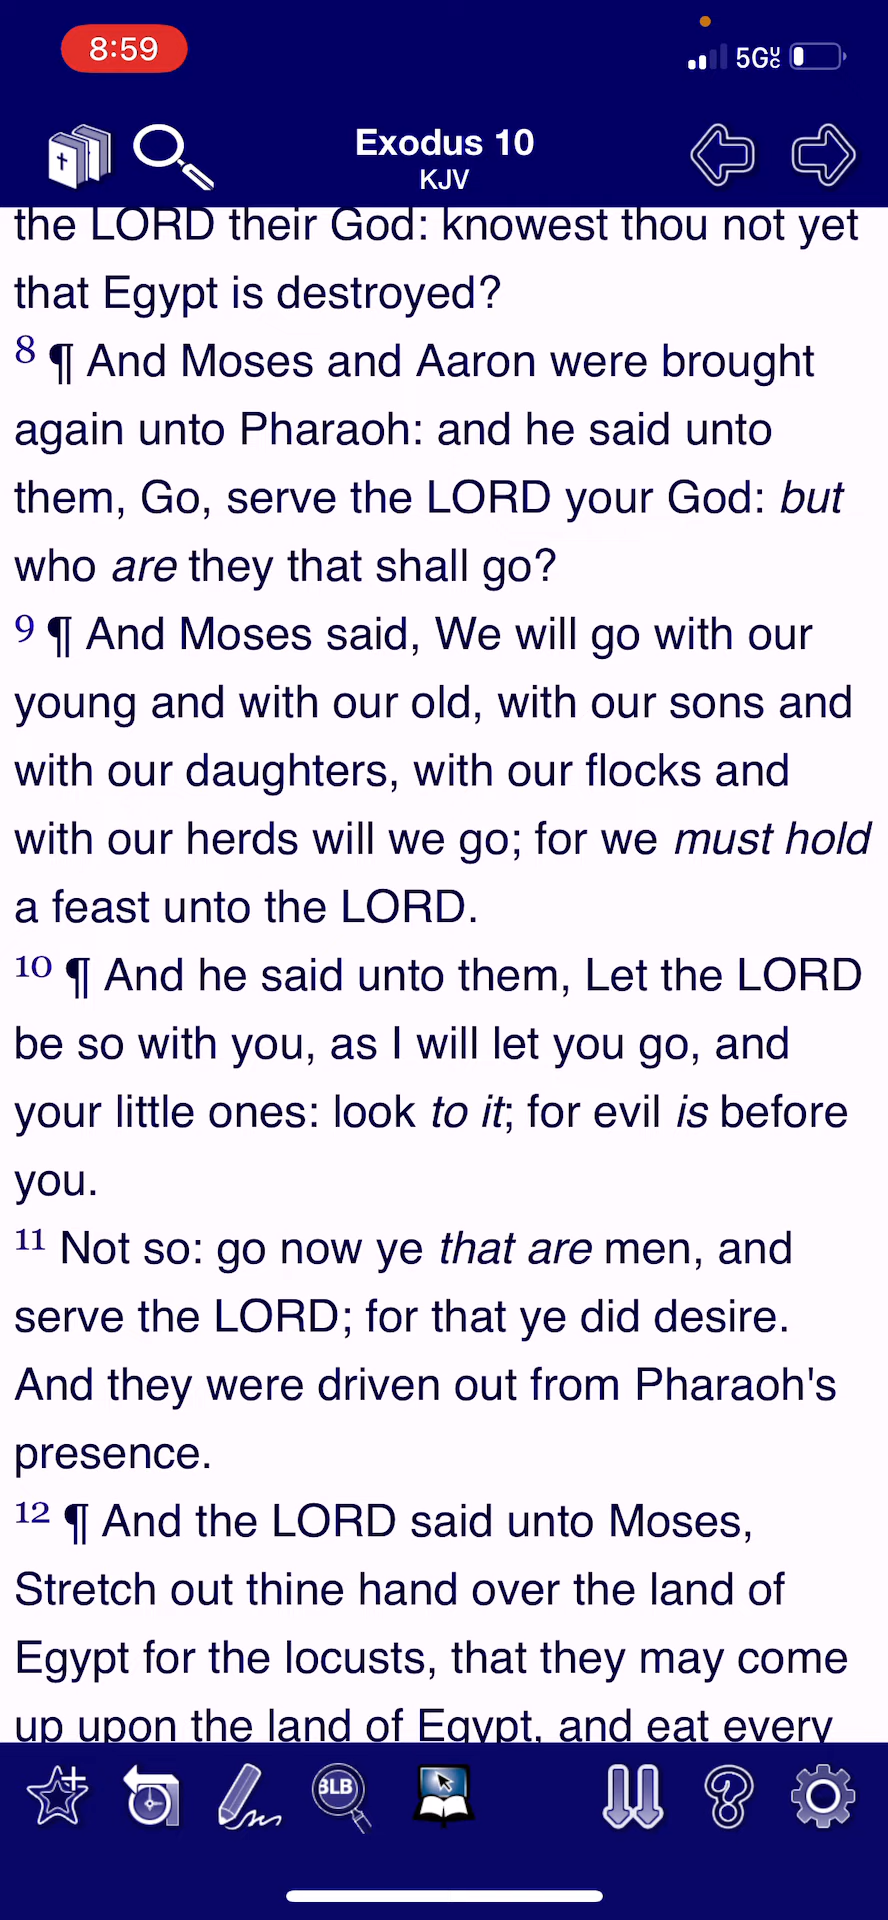 8:59
5GUC
Exodus 10
KJV
the LORD their God: knowest thou not yet
that Egypt is destroyed?
8 ¶ And Moses and Aaron were brought
again unto Pharaoh: and he said unto
them, Go, serve the LORD your God: but
who are they that shall go?
9 ¶ And Moses said, We will go with our
young and with our old, with our sons and
with our daughters, with our flocks and
with our herds will we go; for we must hold
a feast unto the LORD.
10 ¶ And he said unto them, Let the LORD
be so with you, as I will let you go, and
your little ones: look to it; for evil is before
you.
11 Not so: go now ye that are men, and
serve the LORD; for that ye did desire.
And they were driven out from Pharaoh's
presence.
12 ¶ And the LORD said unto Moses,
Stretch out thine hand over the land of
Egypt for the locusts, that they may come
up upon the land of Egypt, and eat every
BLB